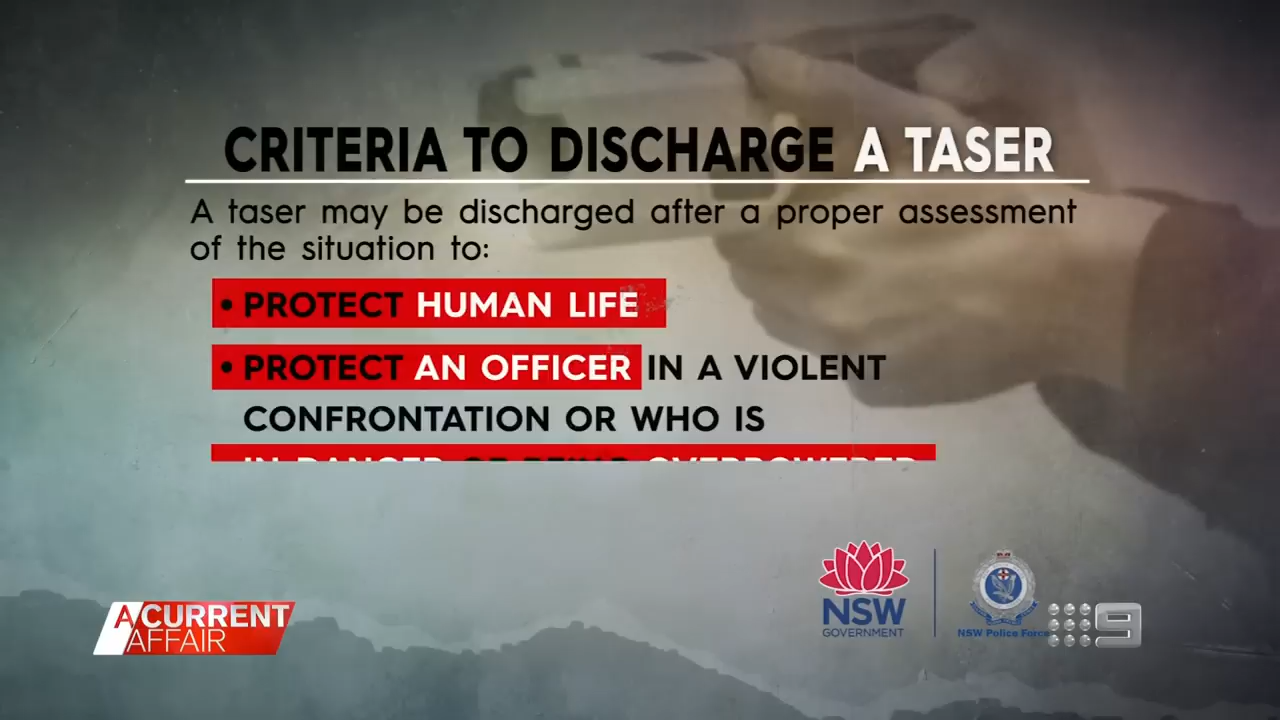 CRITERIA TO DISCHARGE A TASER
A taser may be discharged after a proper assessment
of the situation to:
• PROTECT HUMAN LIFE
• PROTECT AN OFFICER IN A VIOLENT
CONFRONTATION OR WHO IS
A CURRENT
AFFAIR
NSW
GOVERNMENT
NSW Police Force
9